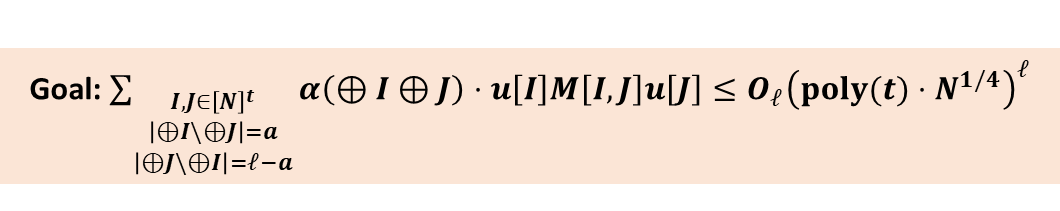 Goal: ∑ α(⊕ I ⊕ J) · u[I]M[I,J]u[J] ≤ O_ℓ(poly(t) · N^{1/4})^ℓ
I,J∈[N]^t
|⊕I\⊕J|=a
|⊕J\⊕I|=ℓ−a